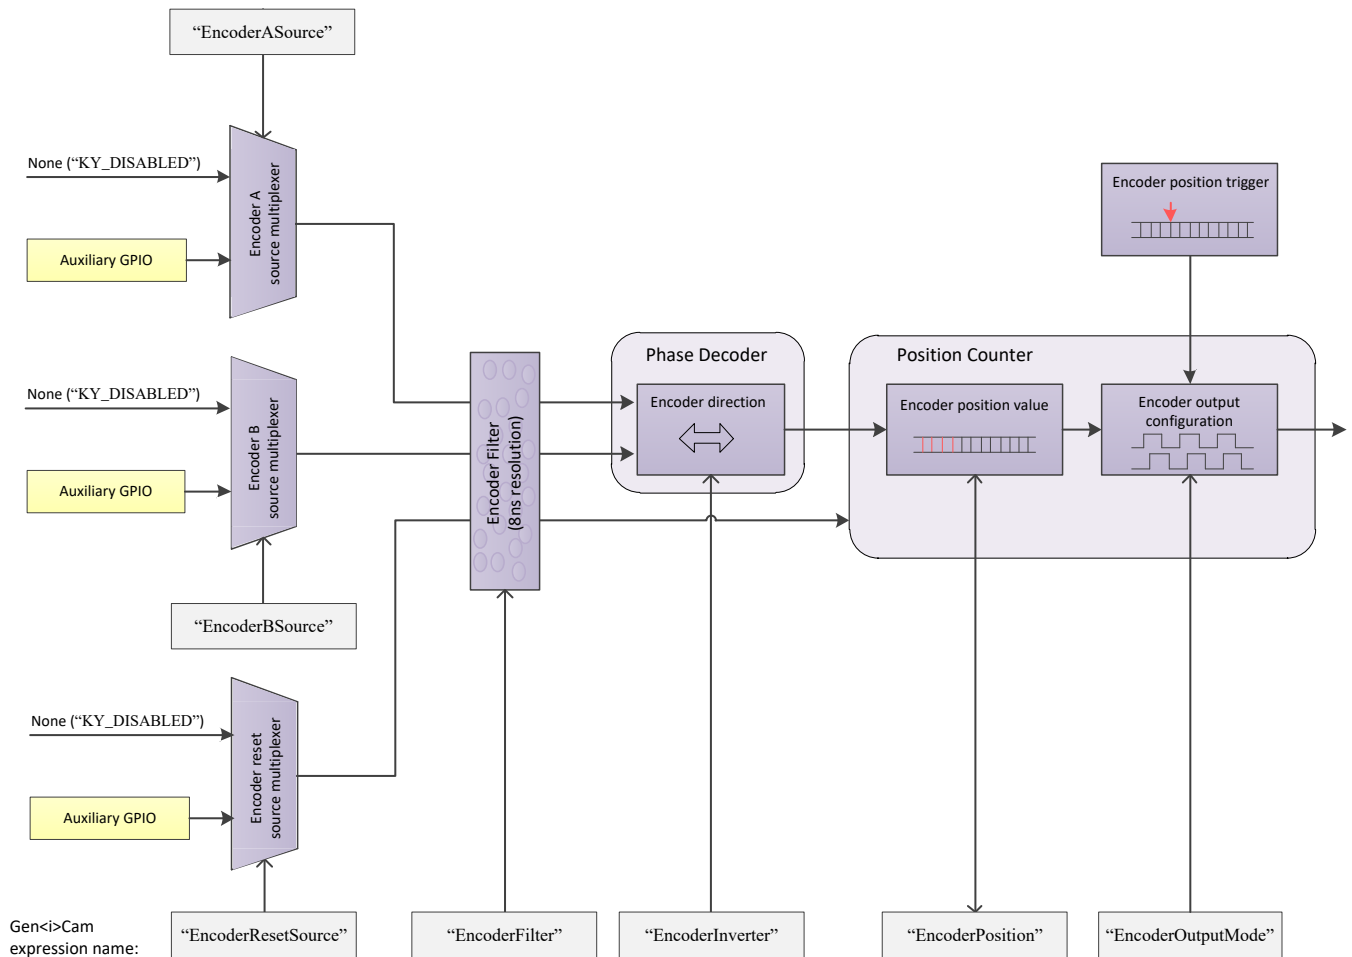 “EncoderASource”
None (“KY_DISABLED”)
Encoder A
source multiplexer
Auxiliary GPIO
Encoder position trigger
None (“KY_DISABLED”)
Encoder B
source multiplexer
Auxiliary GPIO
“EncoderBSource”
Encoder Filter
(8ns resolution)
Phase Decoder
Encoder direction
Position Counter
Encoder position value
Encoder output
configuration
None (“KY_DISABLED”)
Encoder reset
source multiplexer
Auxiliary GPIO
Gen<i>Cam
expression name:
“EncoderResetSource”
“EncoderFilter”
“EncoderInverter”
“EncoderPosition”
“EncoderOutputMode”